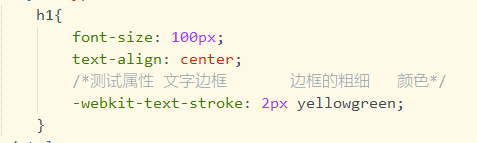 h1{
font-size: 100px;
text-align: center;
/*测试属性 文字边框 边框的粗细 颜色*/
-webkit-text-stroke: 2px yellowgreen;
}